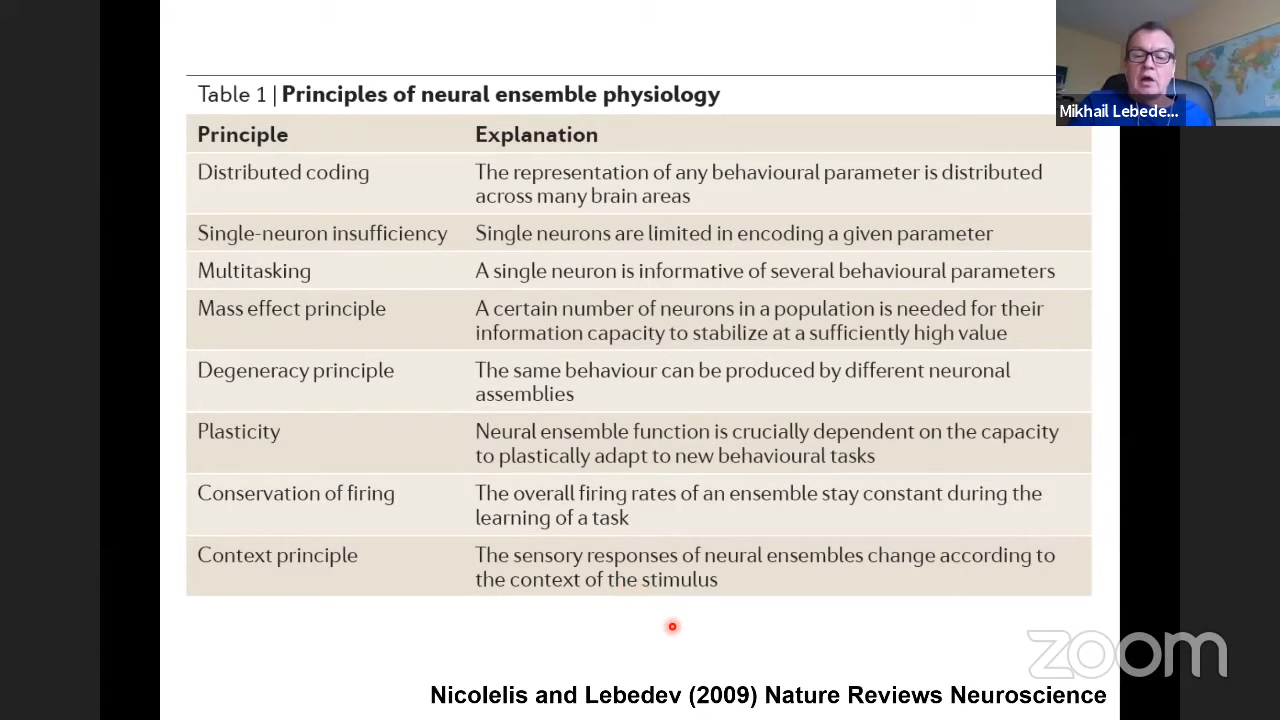 Mikhail Lebede...
Table 1 | Principles of neural ensemble physiology
Principle Explanation
Distributed coding The representation of any behavioural parameter is distributed
across many brain areas
Single-neuron insufficiency Single neurons are limited in encoding a given parameter
Multitasking A single neuron is informative of several behavioural parameters
Mass effect principle A certain number of neurons in a population is needed for their
information capacity to stabilize at a sufficiently high value
Degeneracy principle The same behaviour can be produced by different neuronal
assemblies
Plasticity Neural ensemble function is crucially dependent on the capacity
to plastically adapt to new behavioural tasks
Conservation of firing The overall firing rates of an ensemble stay constant during the
learning of a task
Context principle The sensory responses of neural ensembles change according to
the context of the stimulus
zoom
Nicolelis and Lebedev (2009) Nature Reviews Neuroscience